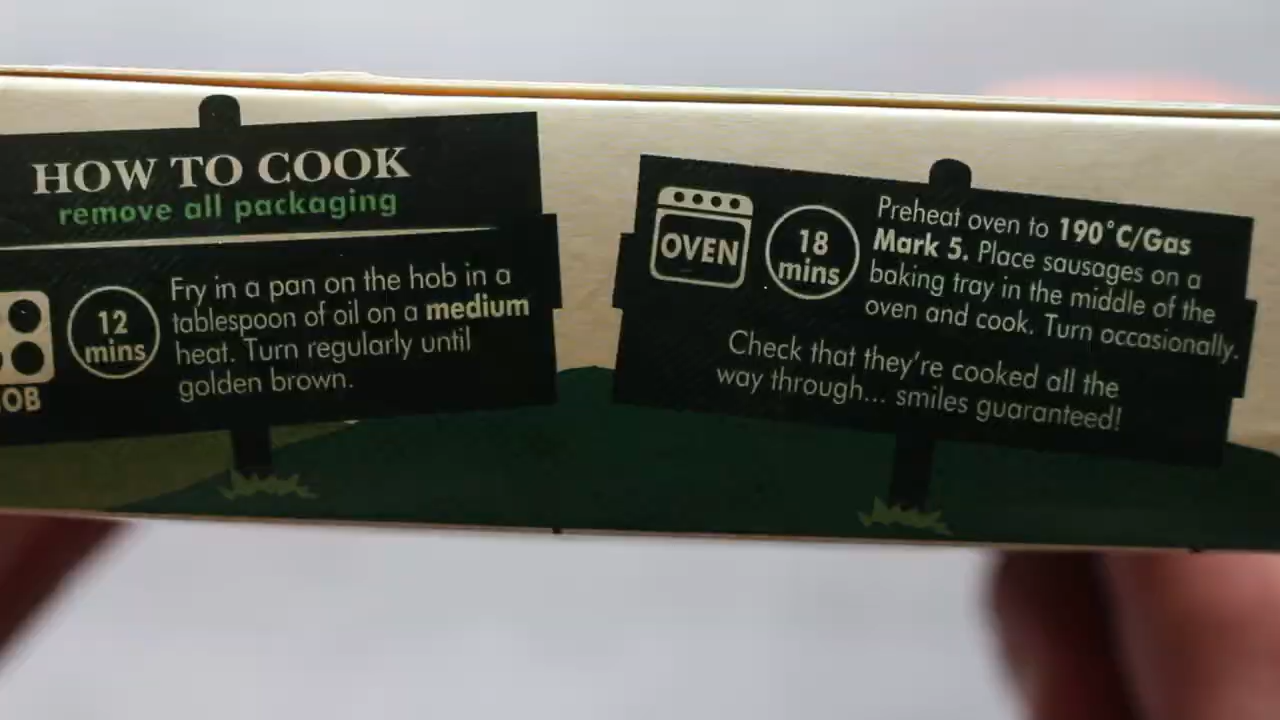 HOW TO COOK
remove all packaging
OB
12
mins
Fry in a pan on the hob in a
tablespoon of oil on a medium
heat. Turn regularly until
golden brown.
OVEN
18
mins
Preheat oven to 190°C/Gas
Mark 5. Place sausages on a
baking tray in the middle of the
oven and cook. Turn occasionally.
Check that they're cooked all the
way through... smiles guaranteed!